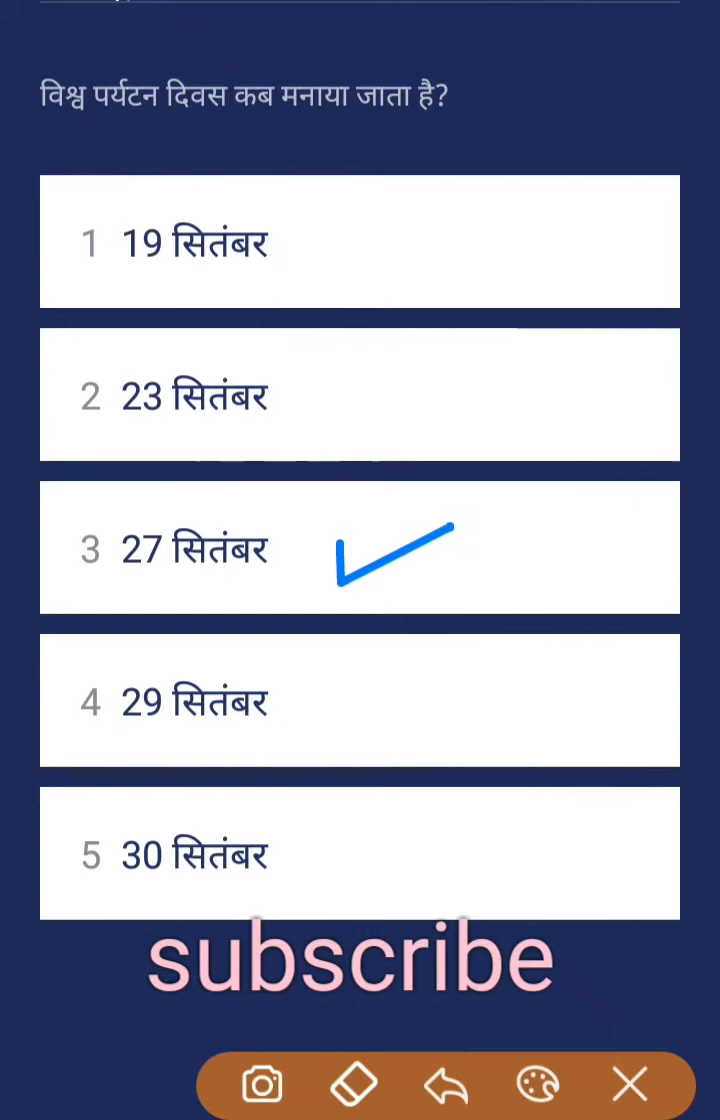 विश्व पर्यटन दिवस कब मनाया जाता है?
1 19 सितंबर
2 23 सितंबर
3 27 सितंबर
4 29 सितंबर
5 30 सितंबर
subscribe